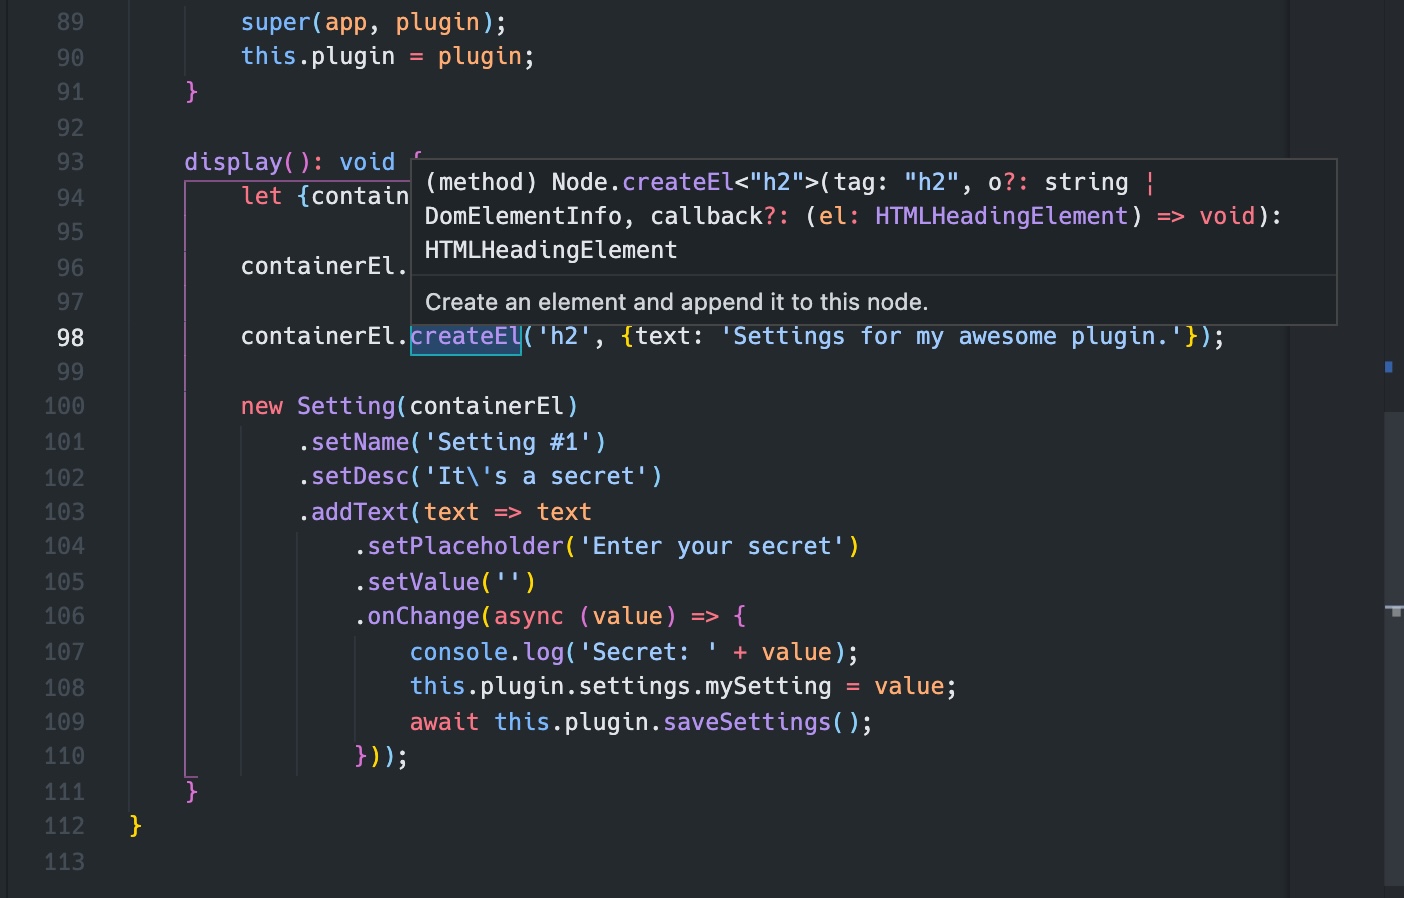 89 super(app, plugin);
90 this.plugin = plugin;
91 }
92
93 display(): void {
(method) Node.createEl<"h2">(tag: "h2", o?: string |
94 let {contain
DomElementInfo, callback?: (el: HTMLHeadingElement) => void):
95
HTMLHeadingElement
96 containerEl.
97
Create an element and append it to this node.
98 containerEl.createEl('h2', {text: 'Settings for my awesome plugin.'});
99
100 new Setting(containerEl)
101 .setName('Setting #1')
102 .setDesc('It\'s a secret')
103 .addText(text => text
104 .setPlaceholder('Enter your secret')
105 .setValue('')
106 .onChange(async (value) => {
107 console.log('Secret: ' + value);
108 this.plugin.settings.mySetting = value;
109 await this.plugin.saveSettings();
110 }));
111 }
112 }
113